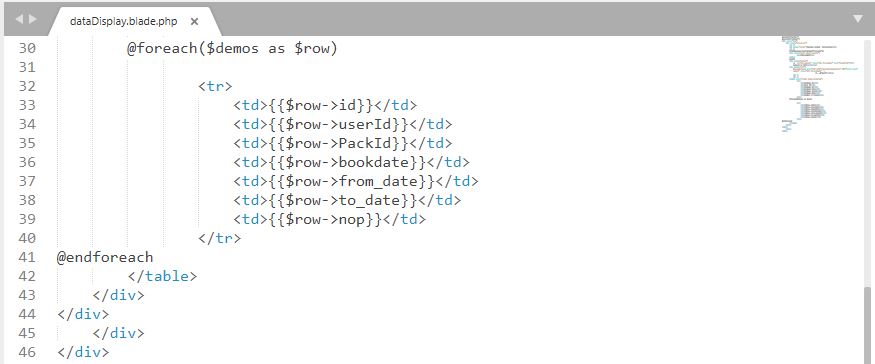 dataDisplay.blade.php ×
30 @foreach($demos as $row)
31
32 <tr>
33 <td>{{$row->id}}</td>
34 <td>{{$row->userId}}</td>
35 <td>{{$row->PackId}}</td>
36 <td>{{$row->bookdate}}</td>
37 <td>{{$row->from_date}}</td>
38 <td>{{$row->to_date}}</td>
39 <td>{{$row->nop}}</td>
40 </tr>
41 @endforeach
42 </table>
43 </div>
44 </div>
45 </div>
46 </div>